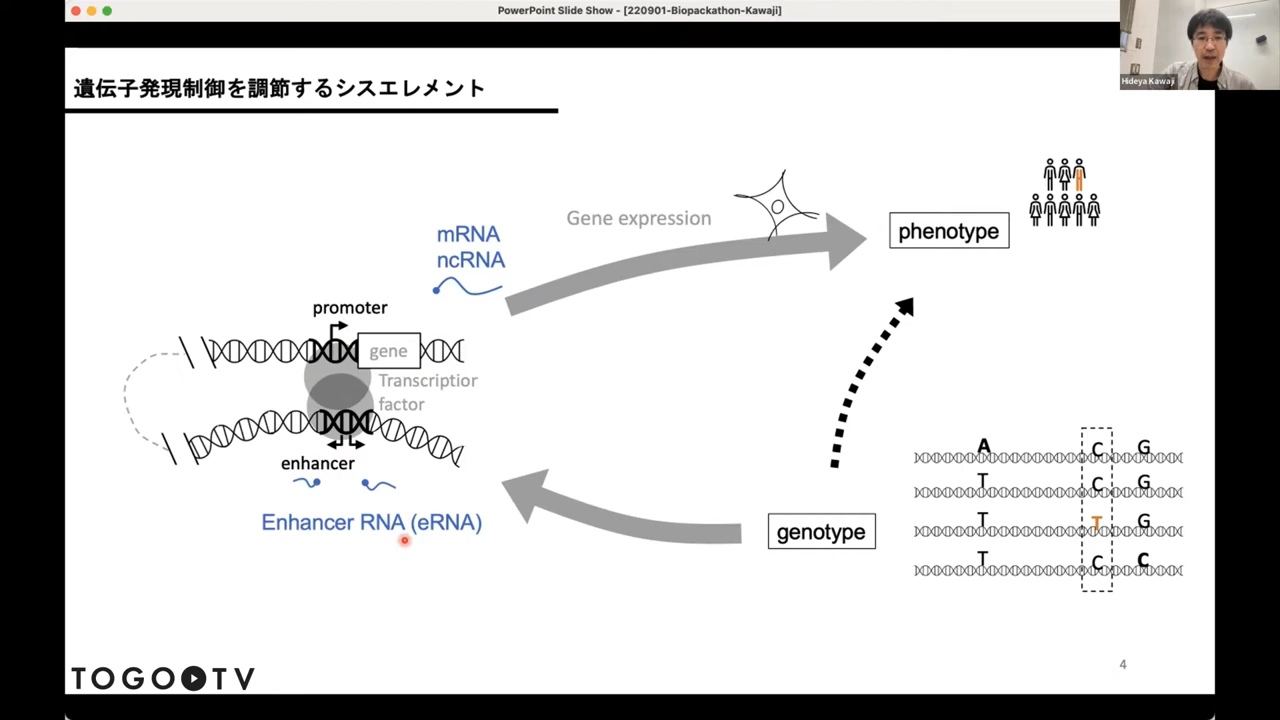 PowerPoint Slide Show - [220901-Biopackathon-Kawaji]
Hideya Kawaji
遺伝子発現制御を調節するシスエレメント
Gene expression
mRNA
ncRNA
phenotype
promoter
gene
Transcriptior
factor
enhancer
Enhancer RNA (eRNA)
genotype
A C G
T C G
T T G
T C C
4
TOGO TV